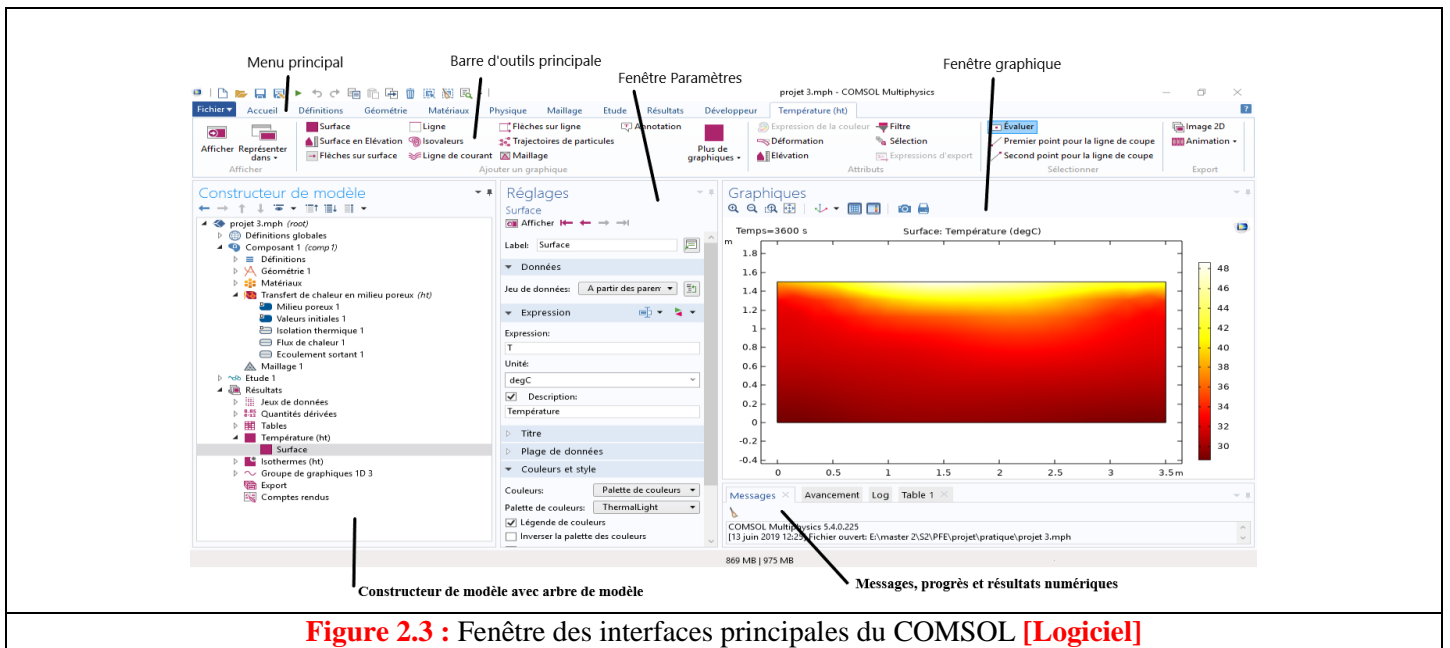 Menu principal
Barre d'outils principale
Fenêtre Paramètres
Fenêtre graphique
projet 3.mph - COMSOL Multiphysics
Fichier Accueil Définitions Géométrie Matériaux Physique Maillage Etude Résultats Développeur Température (ht)
Surface Ligne Flèches sur ligne Annotation Expression de la couleur Filtre Évaluer Image 2D
Surface en Elévation Isovaleurs Trajectoires de particules Déformation Sélection Premier point pour la ligne de coupe Animation
Flèches sur surface Ligne de courant Maillage Elévation Expressions d'export Second point pour la ligne de coupe
Afficher Représenter dans
Plus de graphiques
Afficher Ajouter un graphique Attributs Sélectionner Export
Constructeur de modèle
projet 3.mph (root)
Définitions globales
Composant 1 (comp1)
Définitions
Géométrie 1
Matériaux
Transfert de chaleur en milieu poreux (ht)
Milieu poreux 1
Valeurs initiales 1
Isolation thermique 1
Flux de chaleur 1
Ecoulement sortant 1
Maillage 1
Etude 1
Résultats
Jeux de données
Quantités dérivées
Tables
Température (ht)
Surface
Isothermes (ht)
Groupe de graphiques 1D 3
Export
Comptes rendus
Réglages
Surface
Afficher
Label: Surface
Données
Jeu de données: A partir des paren
Expression
Expression:
T
Unité:
degC
Description:
Température
Titre
Plage de données
Couleurs et style
Couleurs: Palette de couleurs
Palette de couleurs: ThermalLight
Légende de couleurs
Inverser la palette des couleurs
Graphiques
Temps=3600 s Surface: Température (degC)
m
1.8
1.6
1.4
1.2
1
0.8
0.6
0.4
0.2
0
-0.2
-0.4
0 0.5 1 1.5 2 2.5 3 3.5 m
48
46
44
42
40
38
36
34
32
30
Messages Avancement Log Table 1
COMSOL Multiphysics 5.4.0.225
[13 juin 2019 12:25] Fichier ouvert: E:\master 2\S2\PFE\projet\pratique\projet 3.mph
869 MB | 975 MB
Constructeur de modèle avec arbre de modèle
Messages, progrès et résultats numériques
Figure 2.3 : Fenêtre des interfaces principales du COMSOL [Logiciel]